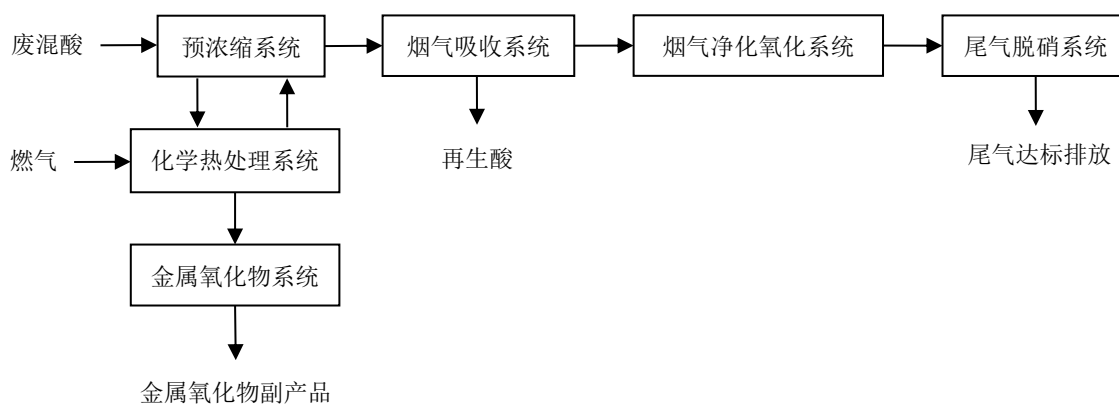 废混酸
预浓缩系统
烟气吸收系统
烟气净化氧化系统
尾气脱硝系统
燃气
化学热处理系统
再生酸
尾气达标排放
金属氧化物系统
金属氧化物副产品